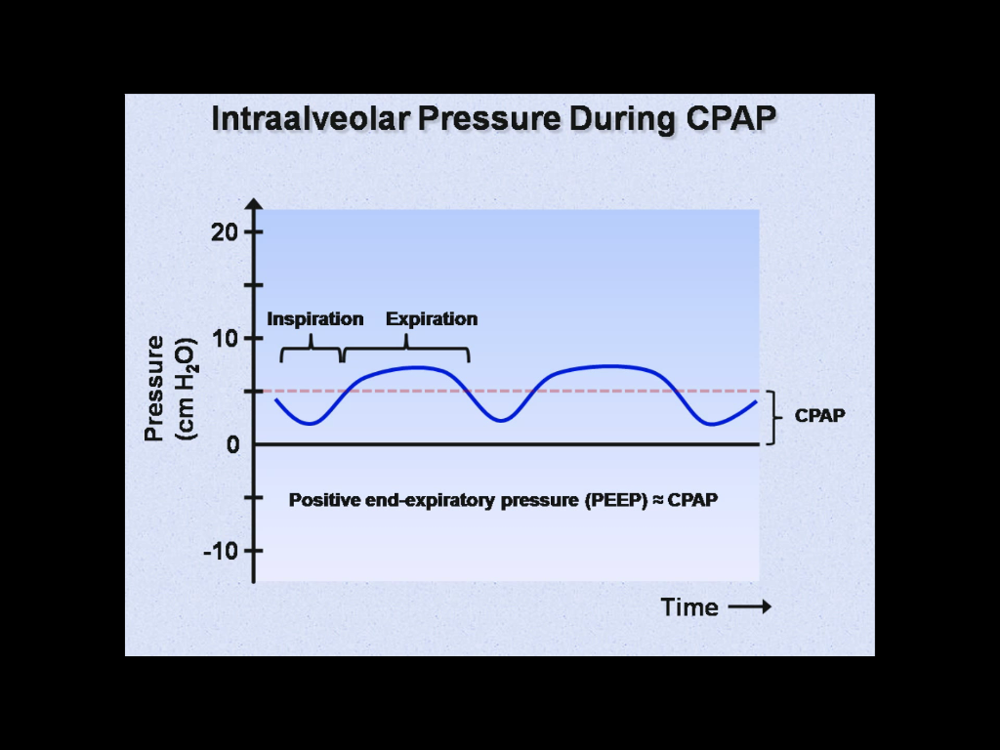 Intraalveolar Pressure During CPAP
20
Inspiration Expiration
10
Pressure
(cm H₂O)
CPAP
0
Positive end-expiratory pressure (PEEP) ≈ CPAP
-10
Time